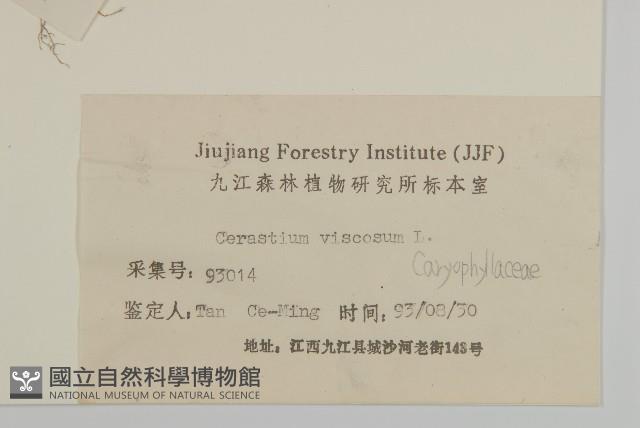 Jiujiang Forestry Institute (JJF)
九江森林植物研究所标本室
Cerastium viscosum L.
Caryophyllaceae
采集号: 93014
鉴定人: Tan Ce-Ming 时间: 93/08/30
地址: 江西九江县城沙河老街148号
國立自然科學博物館
NATIONAL MUSEUM OF NATURAL SCIENCE